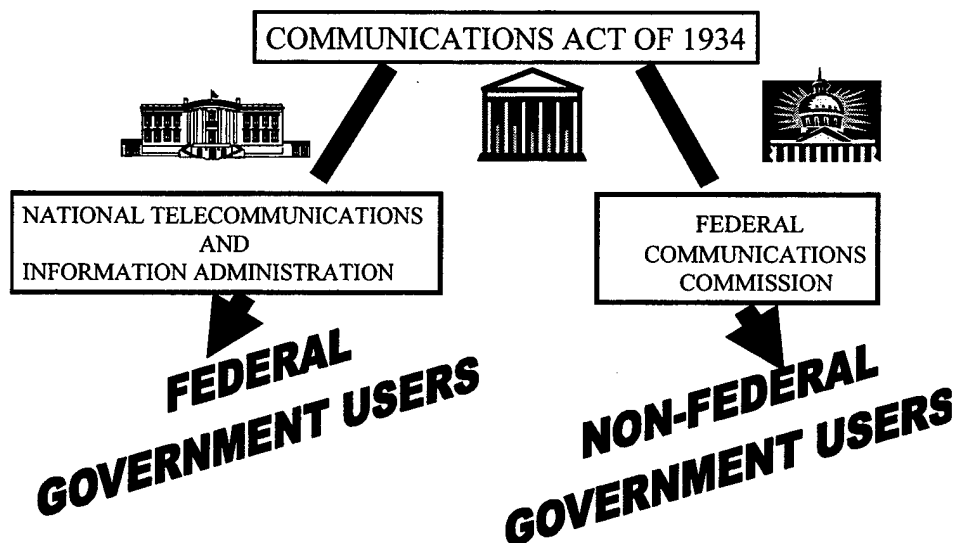 COMMUNICATIONS ACT OF 1934
NATIONAL TELECOMMUNICATIONS
AND
INFORMATION ADMINISTRATION
FEDERAL
COMMUNICATIONS
COMMISSION
FEDERAL
GOVERNMENT USERS
NON-FEDERAL
GOVERNMENT USERS